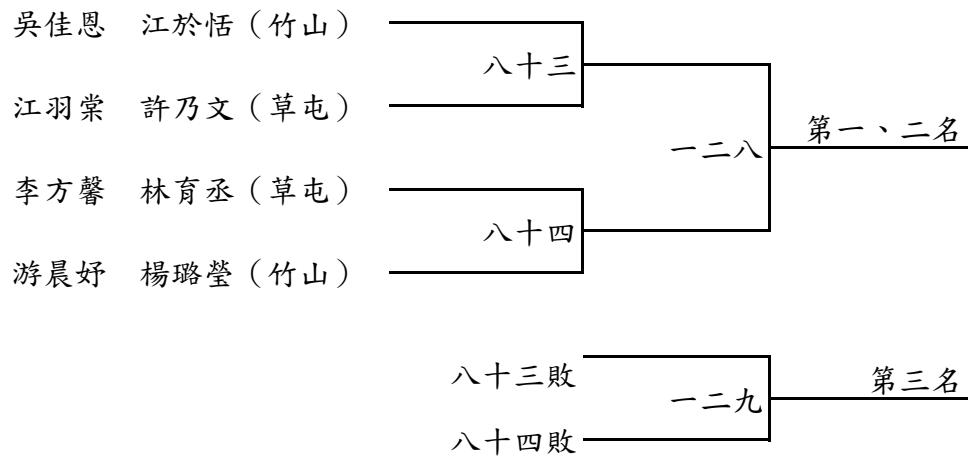 吳佳恩　江於恬（竹山）
八十三
江羽棠　許乃文（草屯）
第一、二名
一二八
李方馨　林育丞（草屯）
八十四
游晨妤　楊璐瑩（竹山）
八十三敗
第三名
一二九
八十四敗